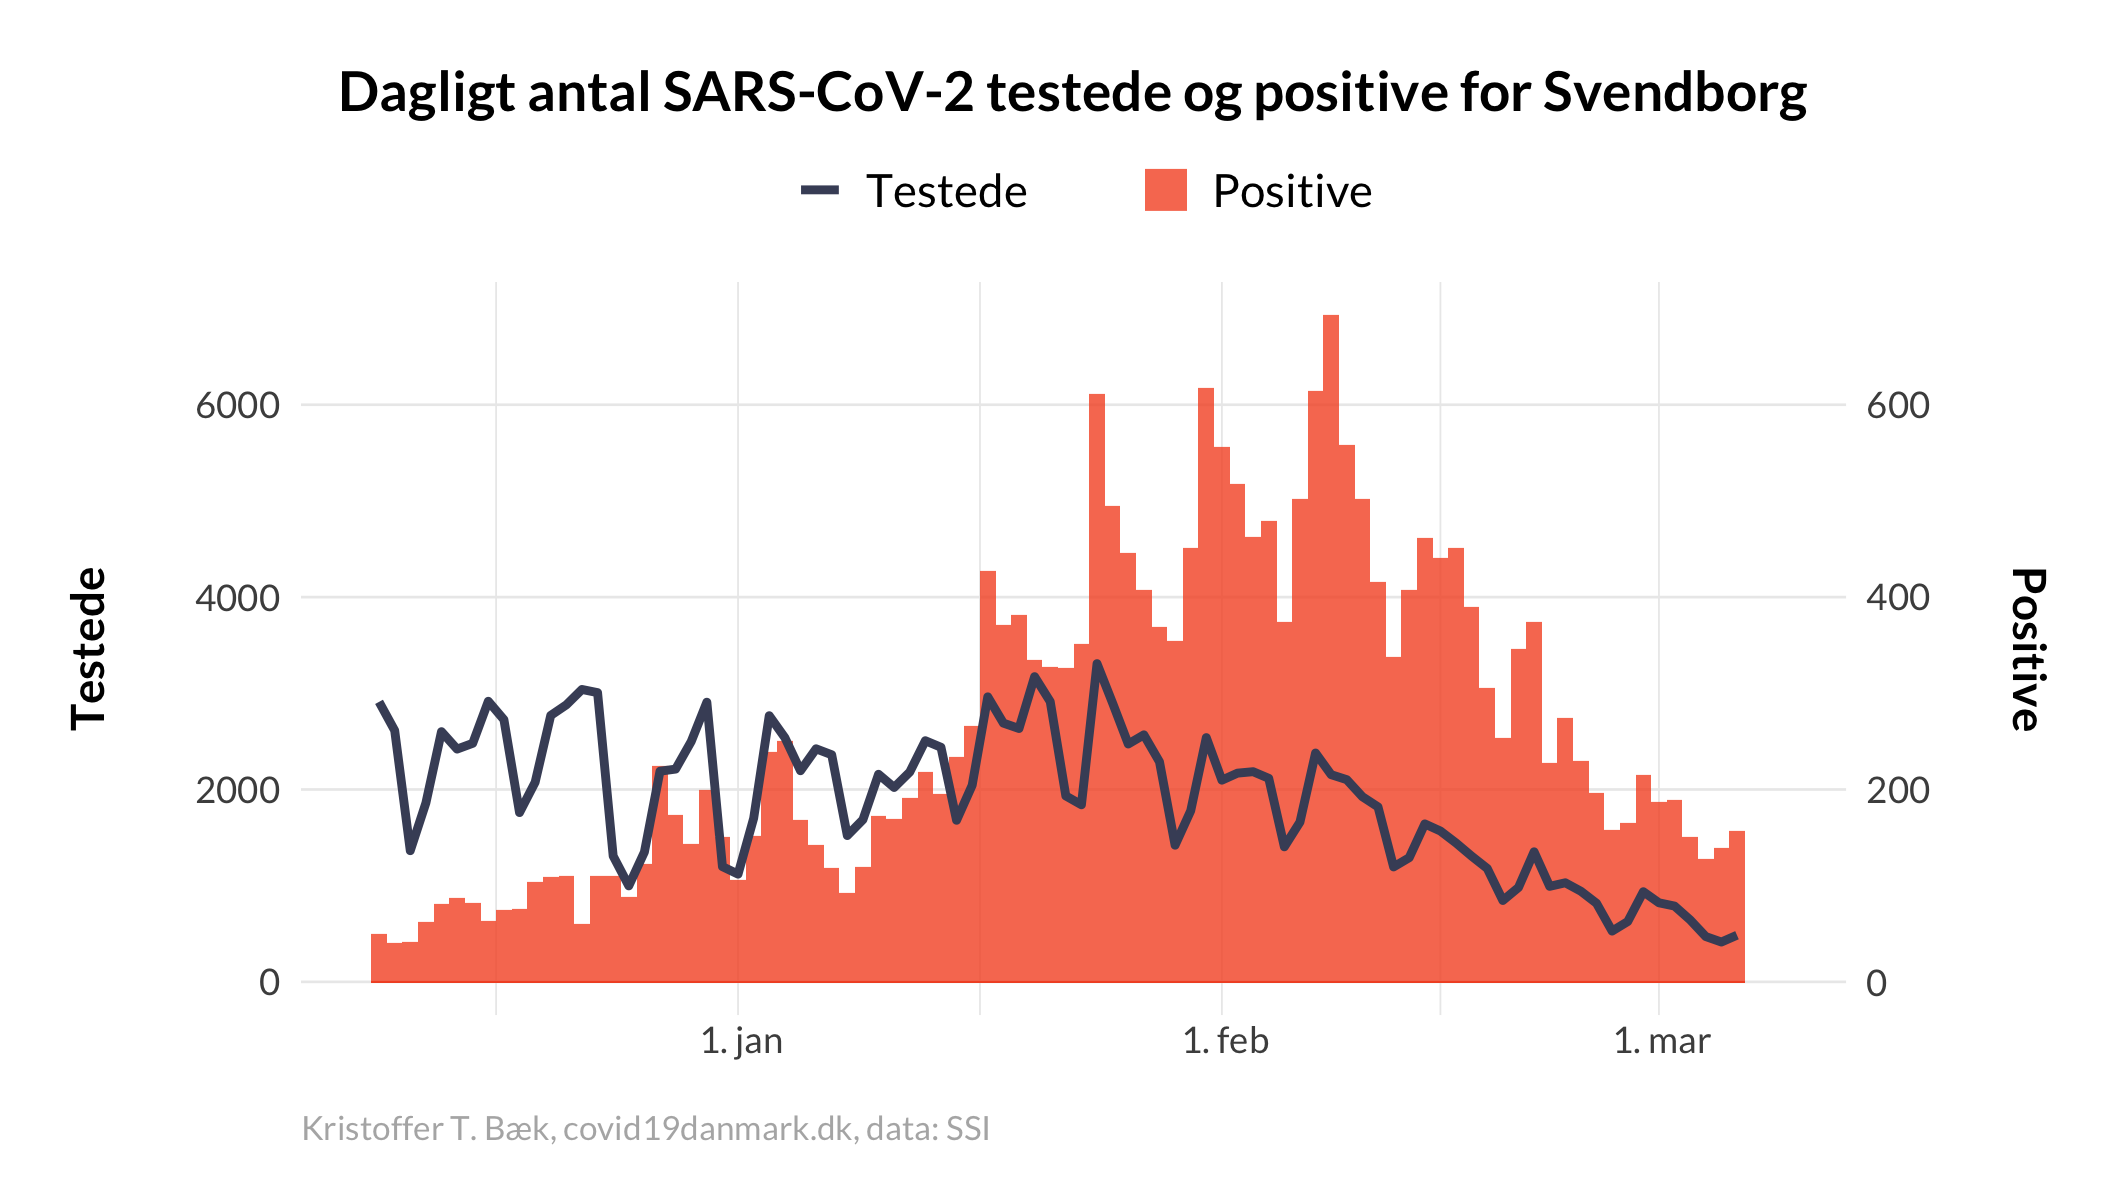 Dagligt antal SARS-CoV-2 testede og positive for Svendborg
Testede
Positive
6000
4000
2000
0
Testede
600
400
200
0
Positive
1. jan
1. feb
1. mar
Kristoffer T. Bæk, covid19danmark.dk, data: SSI